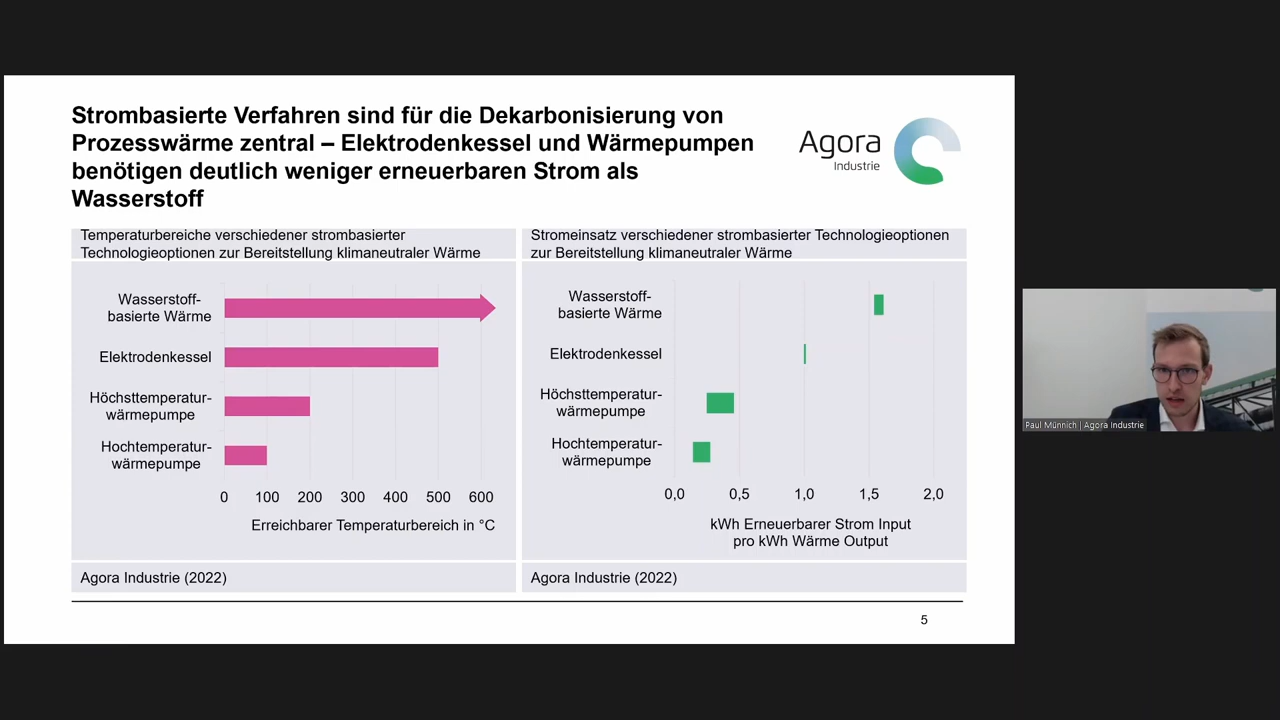 Strombasierte Verfahren sind für die Dekarbonisierung von
Prozesswärme zentral – Elektrodenkessel und Wärmepumpen
benötigen deutlich weniger erneuerbaren Strom als
Wasserstoff
Agora
Industrie
Temperaturbereiche verschiedener strombasierter
Technologieoptionen zur Bereitstellung klimaneutraler Wärme
Wasserstoff-
basierte Wärme
Elektrodenkessel
Höchsttemperatur-
wärmepumpe
Hochtemperatur-
wärmepumpe
0 100 200 300 400 500 600
Erreichbarer Temperaturbereich in °C
Agora Industrie (2022)
Stromeinsatz verschiedener strombasierter Technologieoptionen
zur Bereitstellung klimaneutraler Wärme
Wasserstoff-
basierte Wärme
Elektrodenkessel
Höchsttemperatur-
wärmepumpe
Hochtemperatur-
wärmepumpe
0,0 0,5 1,0 1,5 2,0
kWh Erneuerbarer Strom Input
pro kWh Wärme Output
Agora Industrie (2022)
5
Paul Münnich | Agora Industrie